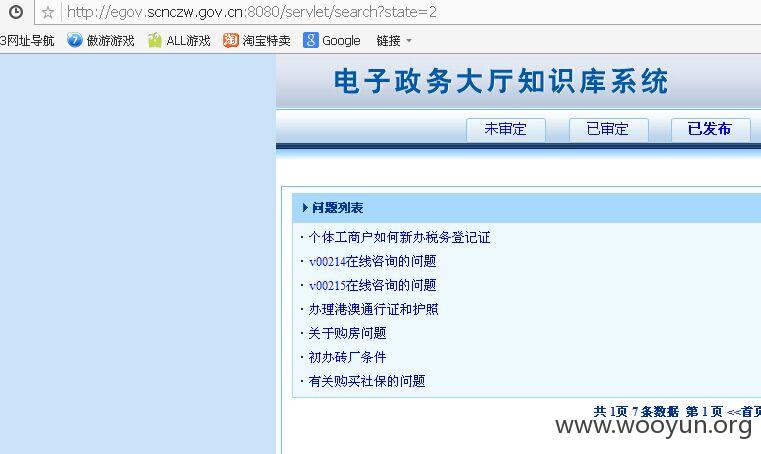 http://egov.scnczw.gov.cn:8080/servlet/search?state=2
3网址导航 傲游游戏 ALL游戏 淘宝特卖 Google 链接
电子政务大厅知识库系统
未审定 已审定 已发布
问题列表
· 个体工商户如何新办税务登记证
· v00214在线咨询的问题
· v00215在线咨询的问题
· 办理港澳通行证和护照
· 关于购房问题
· 初办砖厂条件
· 有关购买社保的问题
共 1页 7 条数据 第 1 页 <<首页
www.wooyun.org